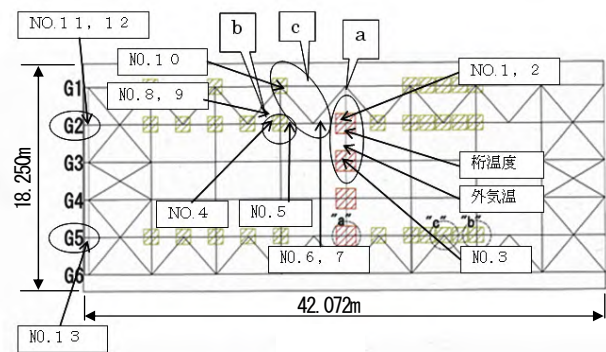 NO.11, 12
b
c
a
NO.10
NO.1, 2
G1
NO.8, 9
G2
桁温度
18.250m
G3
外気温
G4
NO.4
NO.5
"a"
"c"
"b"
G5
NO.6, 7
NO.3
G6
42.072m
NO.13